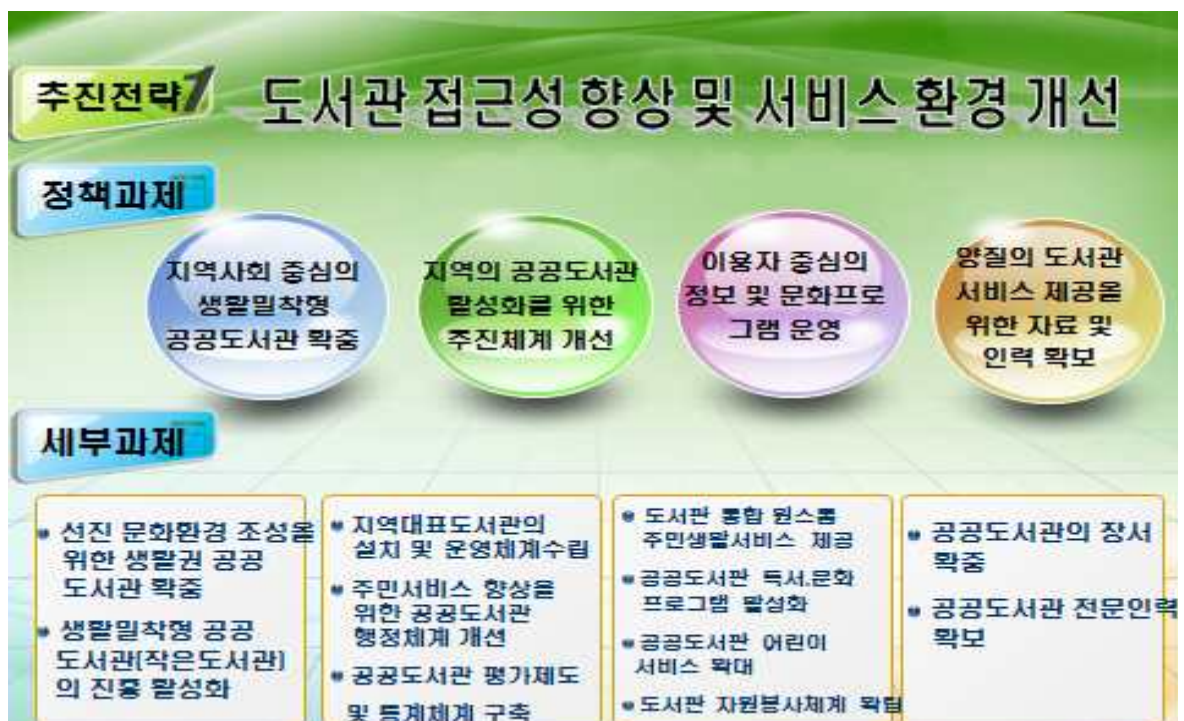 추진전략1 도서관 접근성 향상 및 서비스 환경 개선
정책과제
지역사회 중심의
생활밀착형
공공도서관 확충
지역의 공공도서관
활성화를 위한
추진체계 개선
이용자 중심의
정보 및 문화프로
그램 운영
양질의 도서관
서비스 제공을
위한 자료 및
인력 확보
세부과제
선진 문화환경 조성을
위한 생활권 공공
도서관 확충
생활밀착형 공공
도서관(작은도서관)
의 진흥 활성화
지역대표도서관의
설치 및 운영체계수립
주민서비스 향상을
위한 공공도서관
행정체계 개선
공공도서관 평가제도
및 통계체계 구축
도서관 통합 원스톱
주민생활서비스 제공
공공도서관 독서.문화
프로그램 활성화
공공도서관 어린이
서비스 확대
도서관 자원봉사체계 확립
공공도서관의 장서
확충
공공도서관 전문인력
확보